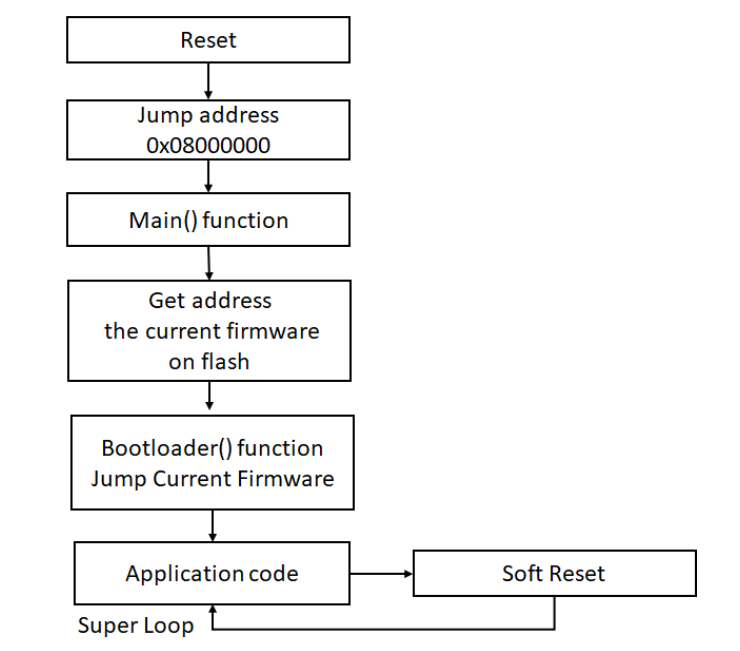 Reset
Jump address
0x08000000
Main() function
Get address
the current firmware
on flash
Bootloader() function
Jump Current Firmware
Application code
Soft Reset
Super Loop